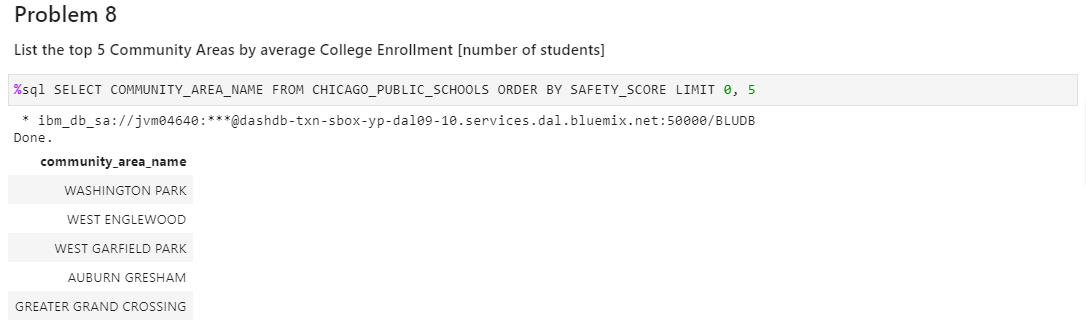 Problem 8
List the top 5 Community Areas by average College Enrollment [number of students]
%sql SELECT COMMUNITY_AREA_NAME FROM CHICAGO_PUBLIC_SCHOOLS ORDER BY SAFETY_SCORE LIMIT 0, 5
* ibm_db_sa://jvm04640:***@dashdb-txn-sbox-yp-dal09-10.services.dal.bluemix.net:50000/BLUDB
Done.
community_area_name
WASHINGTON PARK
WEST ENGLEWOOD
WEST GARFIELD PARK
AUBURN GRESHAM
GREATER GRAND CROSSING